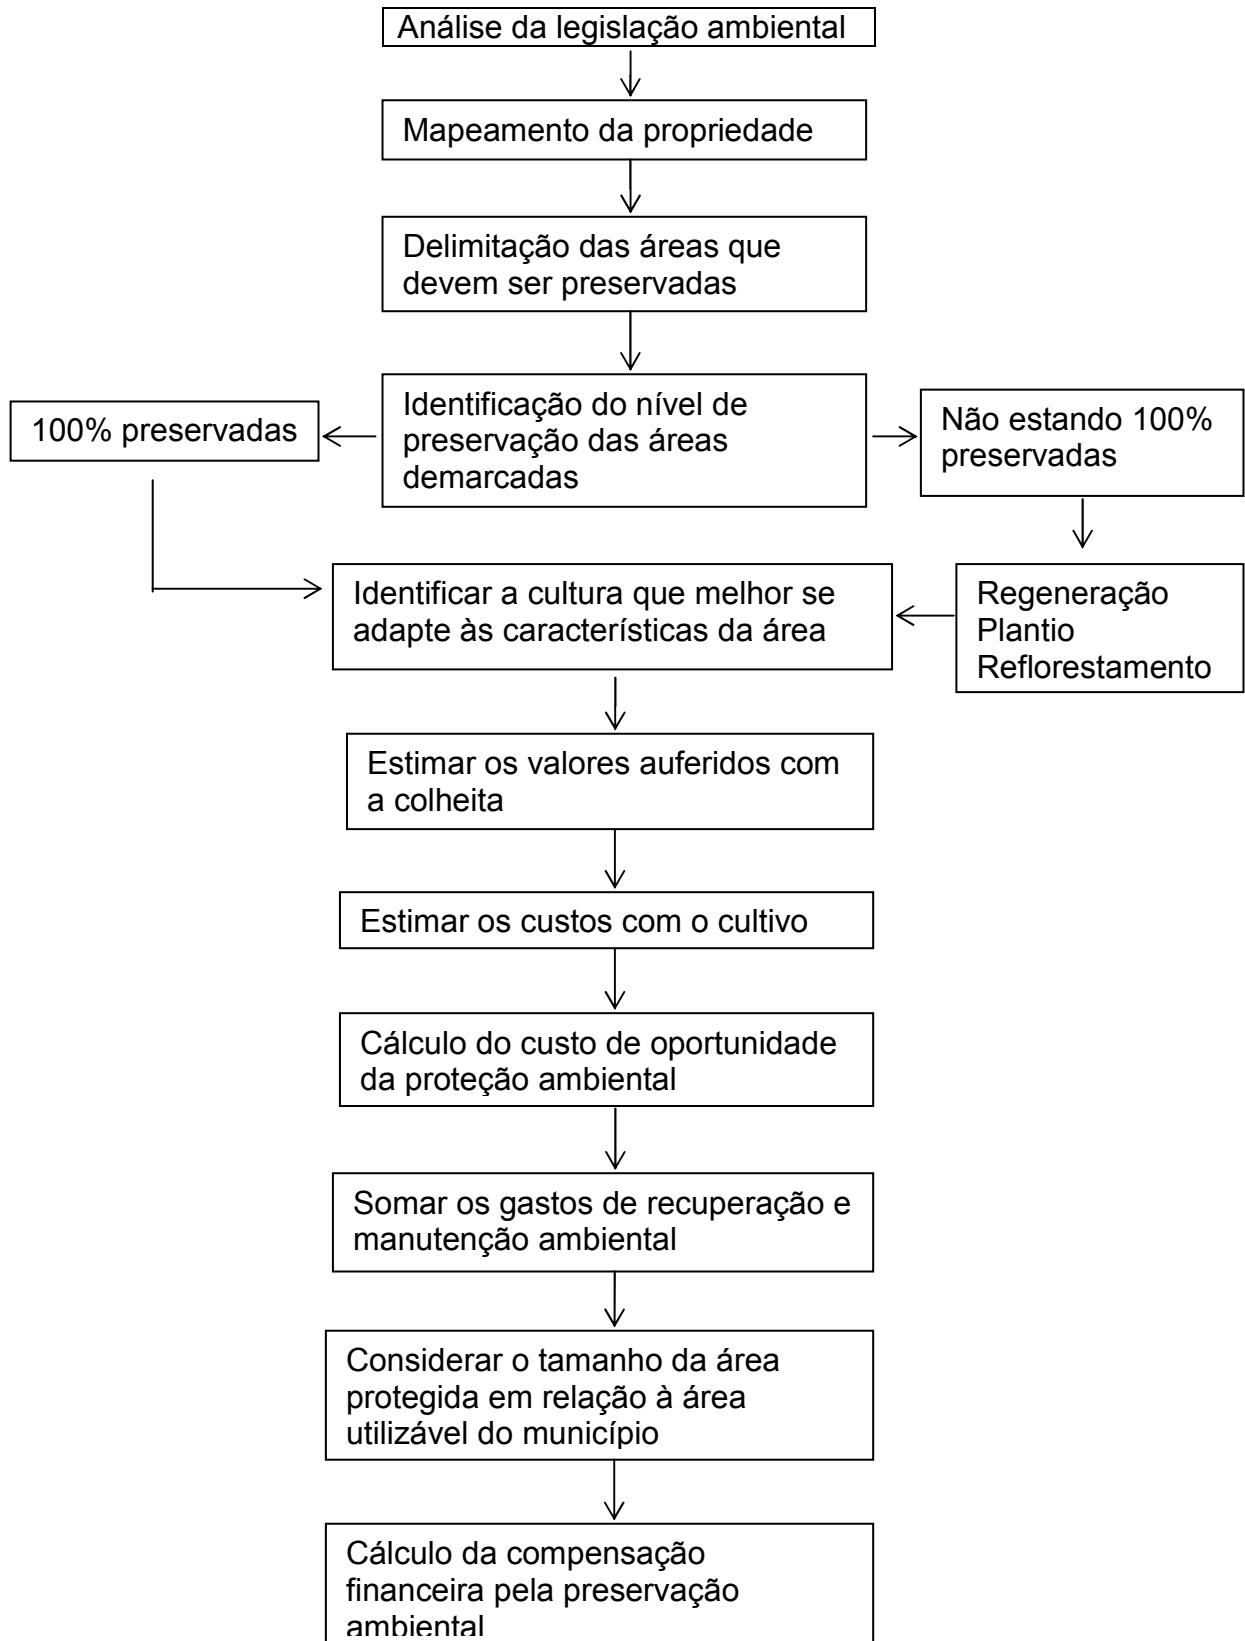 Análise da legislação ambiental
Mapeamento da propriedade
Delimitação das áreas que
devem ser preservadas
Identificação do nível de
preservação das áreas
demarcadas
100% preservadas
Não estando 100%
preservadas
Regeneração
Plantio
Reflorestamento
Identificar a cultura que melhor se
adapte às características da área
Estimar os valores auferidos com
a colheita
Estimar os custos com o cultivo
Cálculo do custo de oportunidade
da proteção ambiental
Somar os gastos de recuperação e
manutenção ambiental
Considerar o tamanho da área
protegida em relação à área
utilizável do município
Cálculo da compensação
financeira pela preservação
ambiental